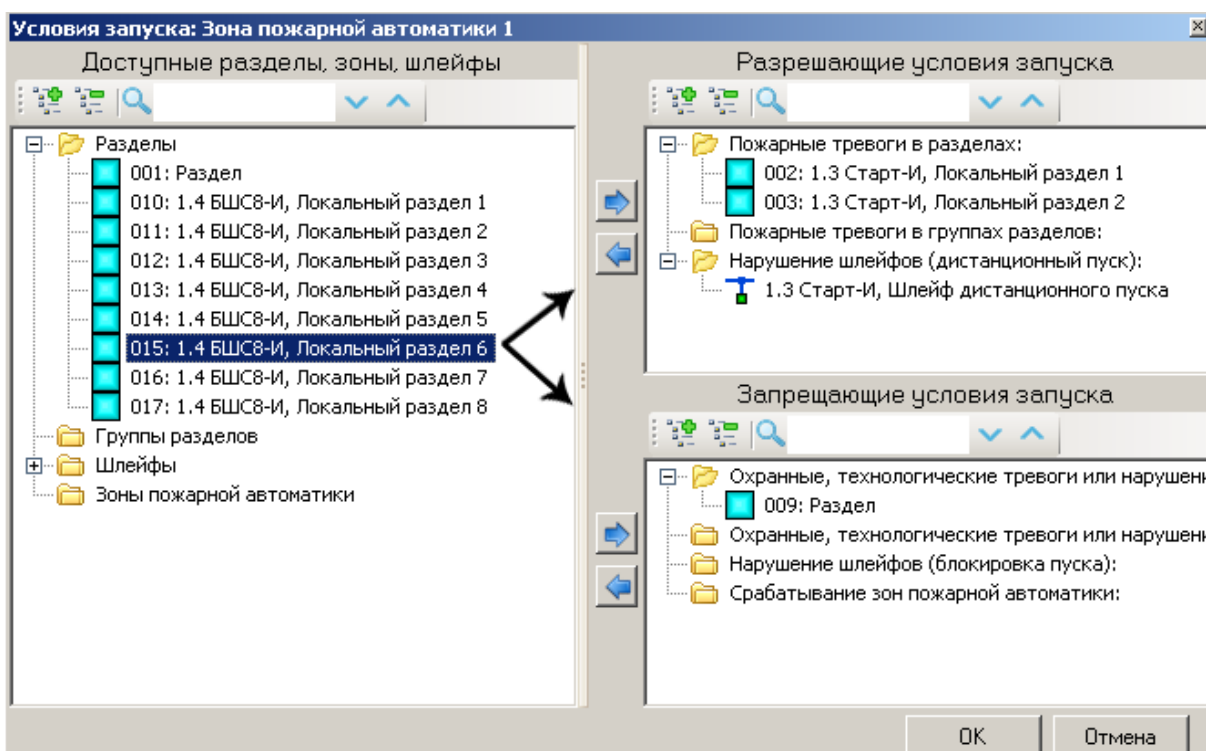 Условия запуска: Зона пожарной автоматики 1
Доступные разделы, зоны, шлейфы
Разделы
001: Раздел
010: 1.4 БШС8-И, Локальный раздел 1
011: 1.4 БШС8-И, Локальный раздел 2
012: 1.4 БШС8-И, Локальный раздел 3
013: 1.4 БШС8-И, Локальный раздел 4
014: 1.4 БШС8-И, Локальный раздел 5
015: 1.4 БШС8-И, Локальный раздел 6
016: 1.4 БШС8-И, Локальный раздел 7
017: 1.4 БШС8-И, Локальный раздел 8
Группы разделов
Шлейфы
Зоны пожарной автоматики
Разрешающие условия запуска
Пожарные тревоги в разделах:
002: 1.3 Старт-И, Локальный раздел 1
003: 1.3 Старт-И, Локальный раздел 2
Пожарные тревоги в группах разделов:
Нарушение шлейфов (дистанционный пуск):
1.3 Старт-И, Шлейф дистанционного пуска
Запрещающие условия запуска
Охранные, технологические тревоги или нарушен
009: Раздел
Охранные, технологические тревоги или нарушен
Нарушение шлейфов (блокировка пуска):
Срабатывание зон пожарной автоматики:
OK
Отмена